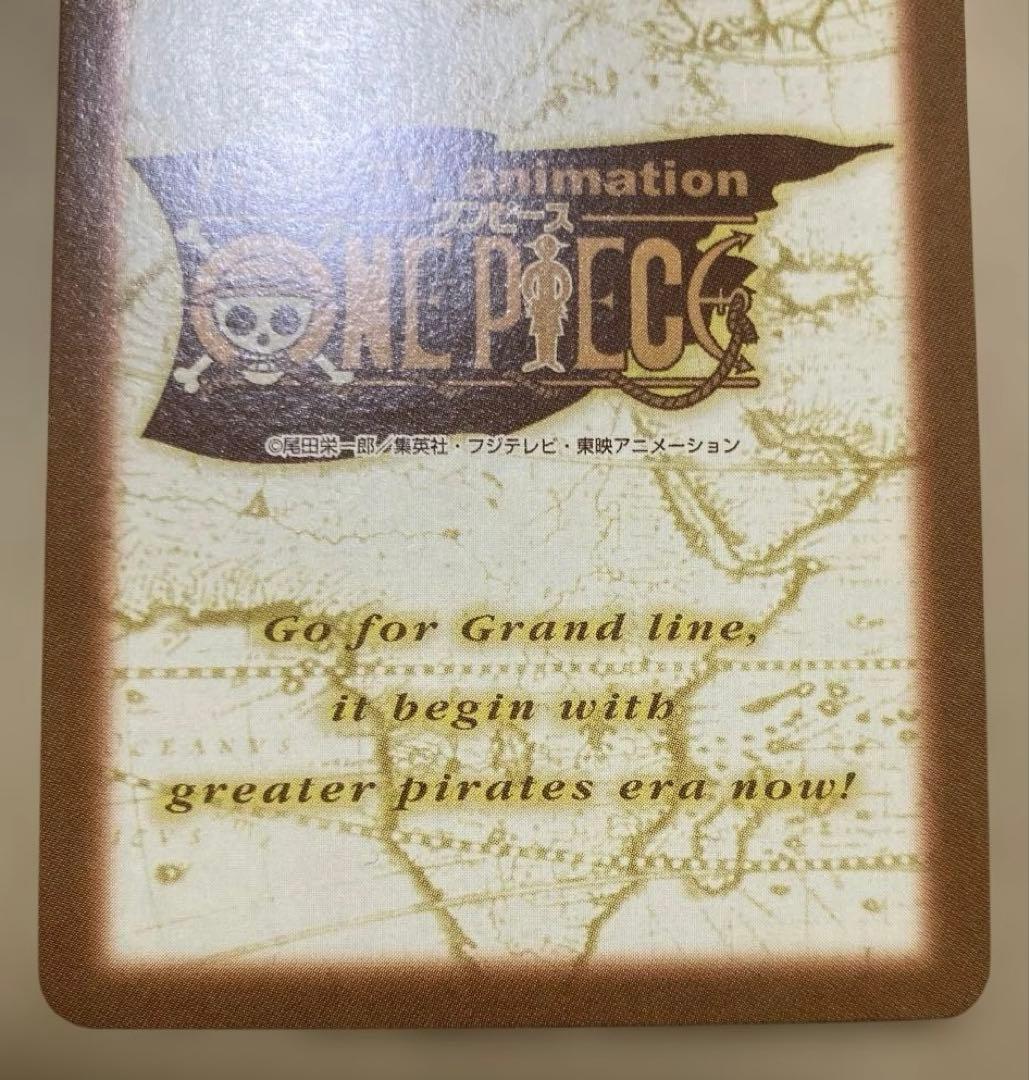 TV animation
ワンピース
ONE PIECE
©尾田栄一郎／集英社・フジテレビ・東映アニメーション
Go for Grand line,
it begin with
OCEANVS
greater pirates era now!